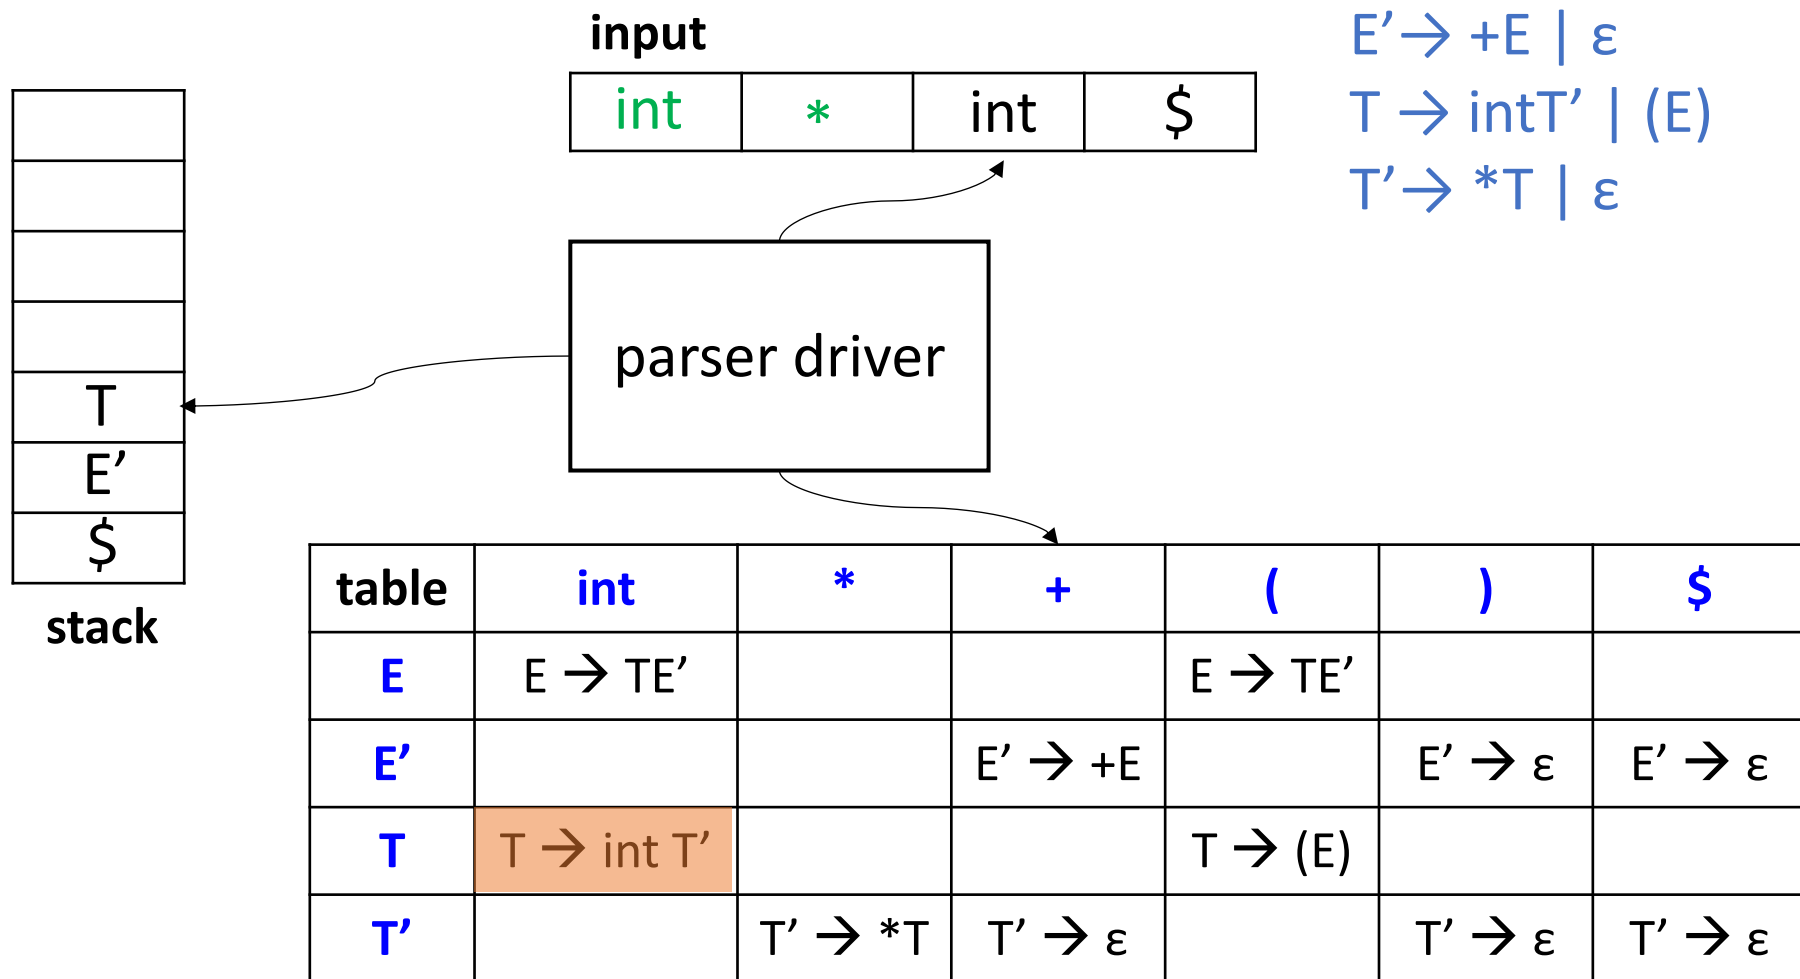 input
int * int $
E’→ +E | ε
T → intT’ | (E)
T’→ *T | ε
parser driver
T
E’
$
stack
table int * + ( ) $
E E → TE’ E → TE’
E’ E’ → +E E’ → ε E’ → ε
T T → int T’ T → (E)
T’ T’ → *T T’ → ε T’ → ε T’ → ε